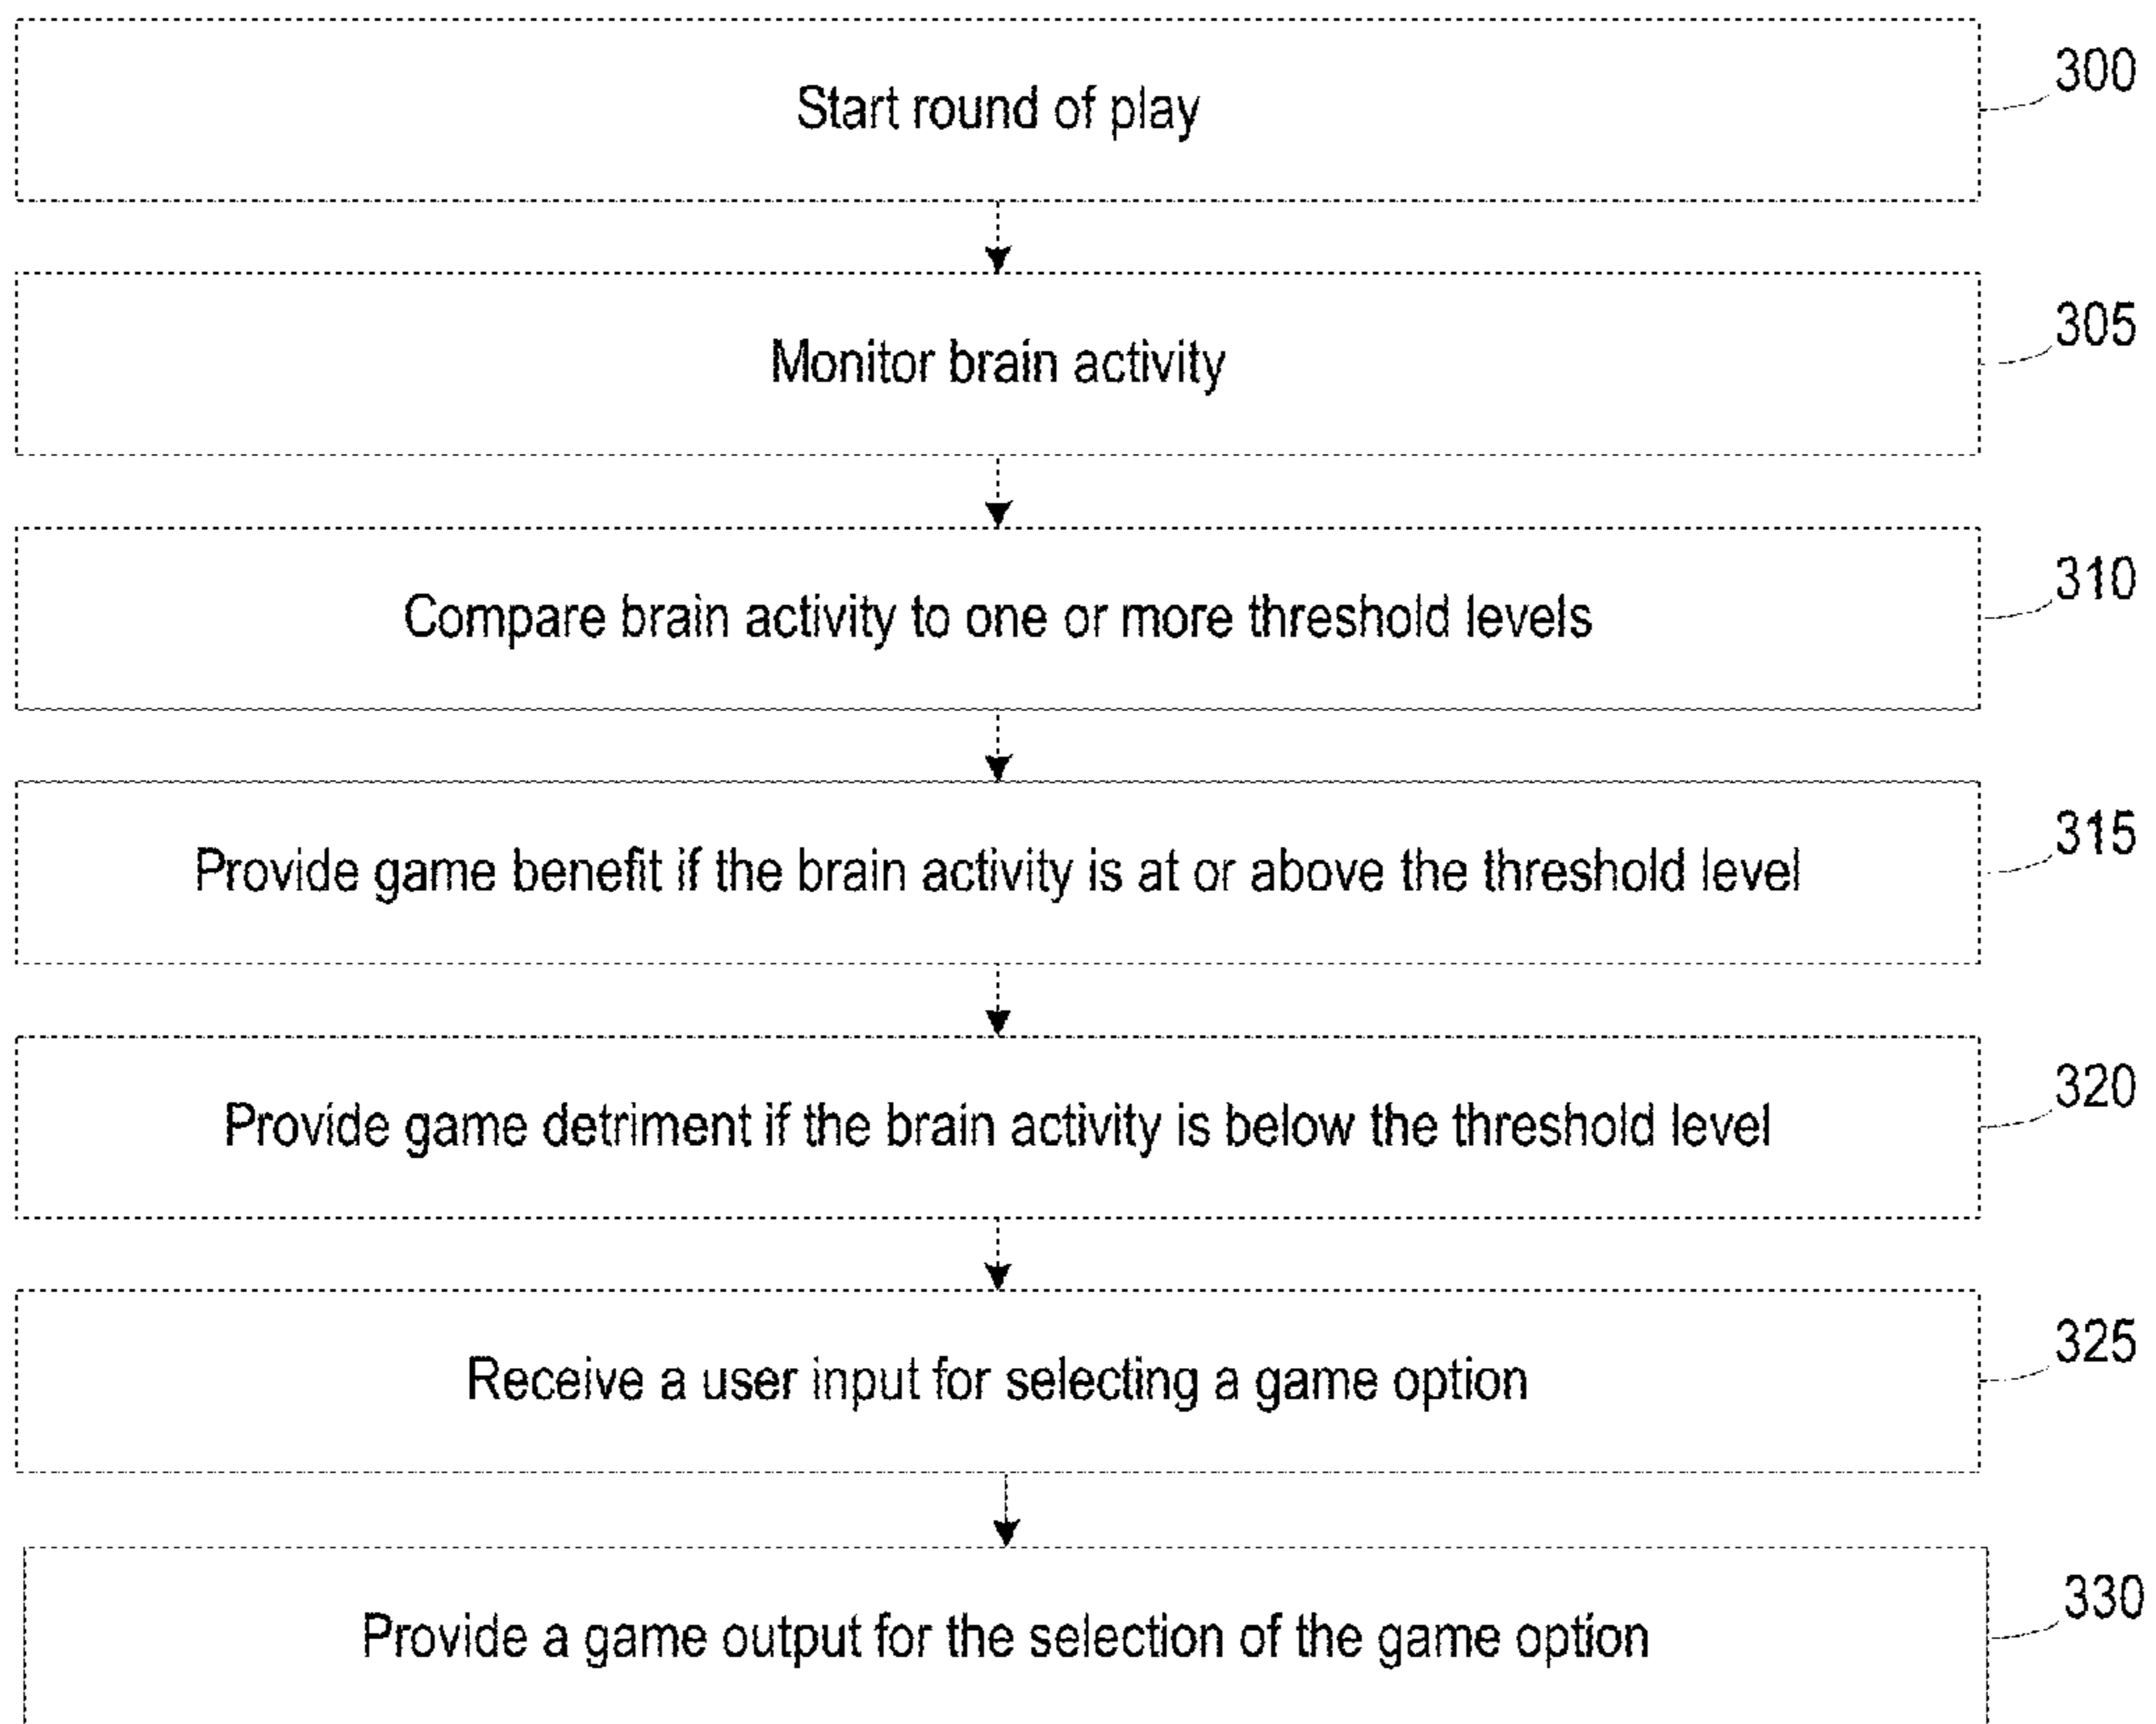 Start round of play
300
Monitor brain activity
305
Compare brain activity to one or more threshold levels
310
Provide game benefit if the brain activity is at or above the threshold level
315
Provide game detriment if the brain activity is below the threshold level
320
Receive a user input for selecting a game option
325
Provide a game output for the selection of the game option
330